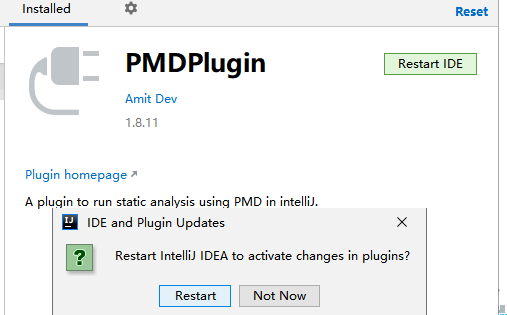 Installed
Reset
PMDPlugin
Restart IDE
Amit Dev
1.8.11
Plugin homepage
A plugin to run static analysis using PMD in intelliJ.
IJ
IDE and Plugin Updates
?
Restart IntelliJ IDEA to activate changes in plugins?
Restart
Not Now